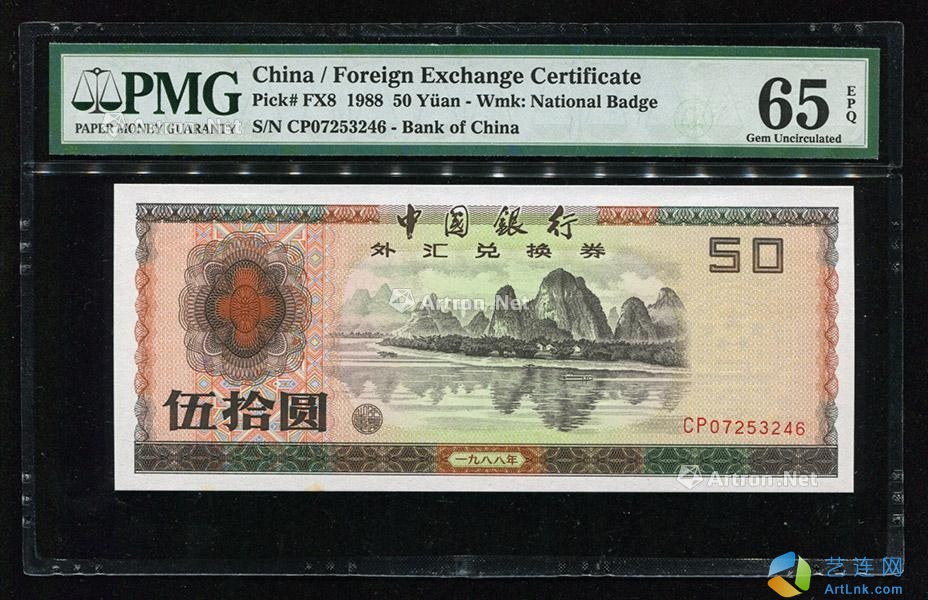 PMG
PAPER MONEY GUARANTY
China / Foreign Exchange Certificate
Pick# FX8 1988 50 Yüan - Wmk: National Badge
S/N CP07253246 - Bank of China
65
EPQ
Gem Uncirculated
中國銀行
外汇兑换券
50
Artron.Net
伍拾圆
CP07253246
一九八八年
Artron.Net
艺连网
ArtLink.com